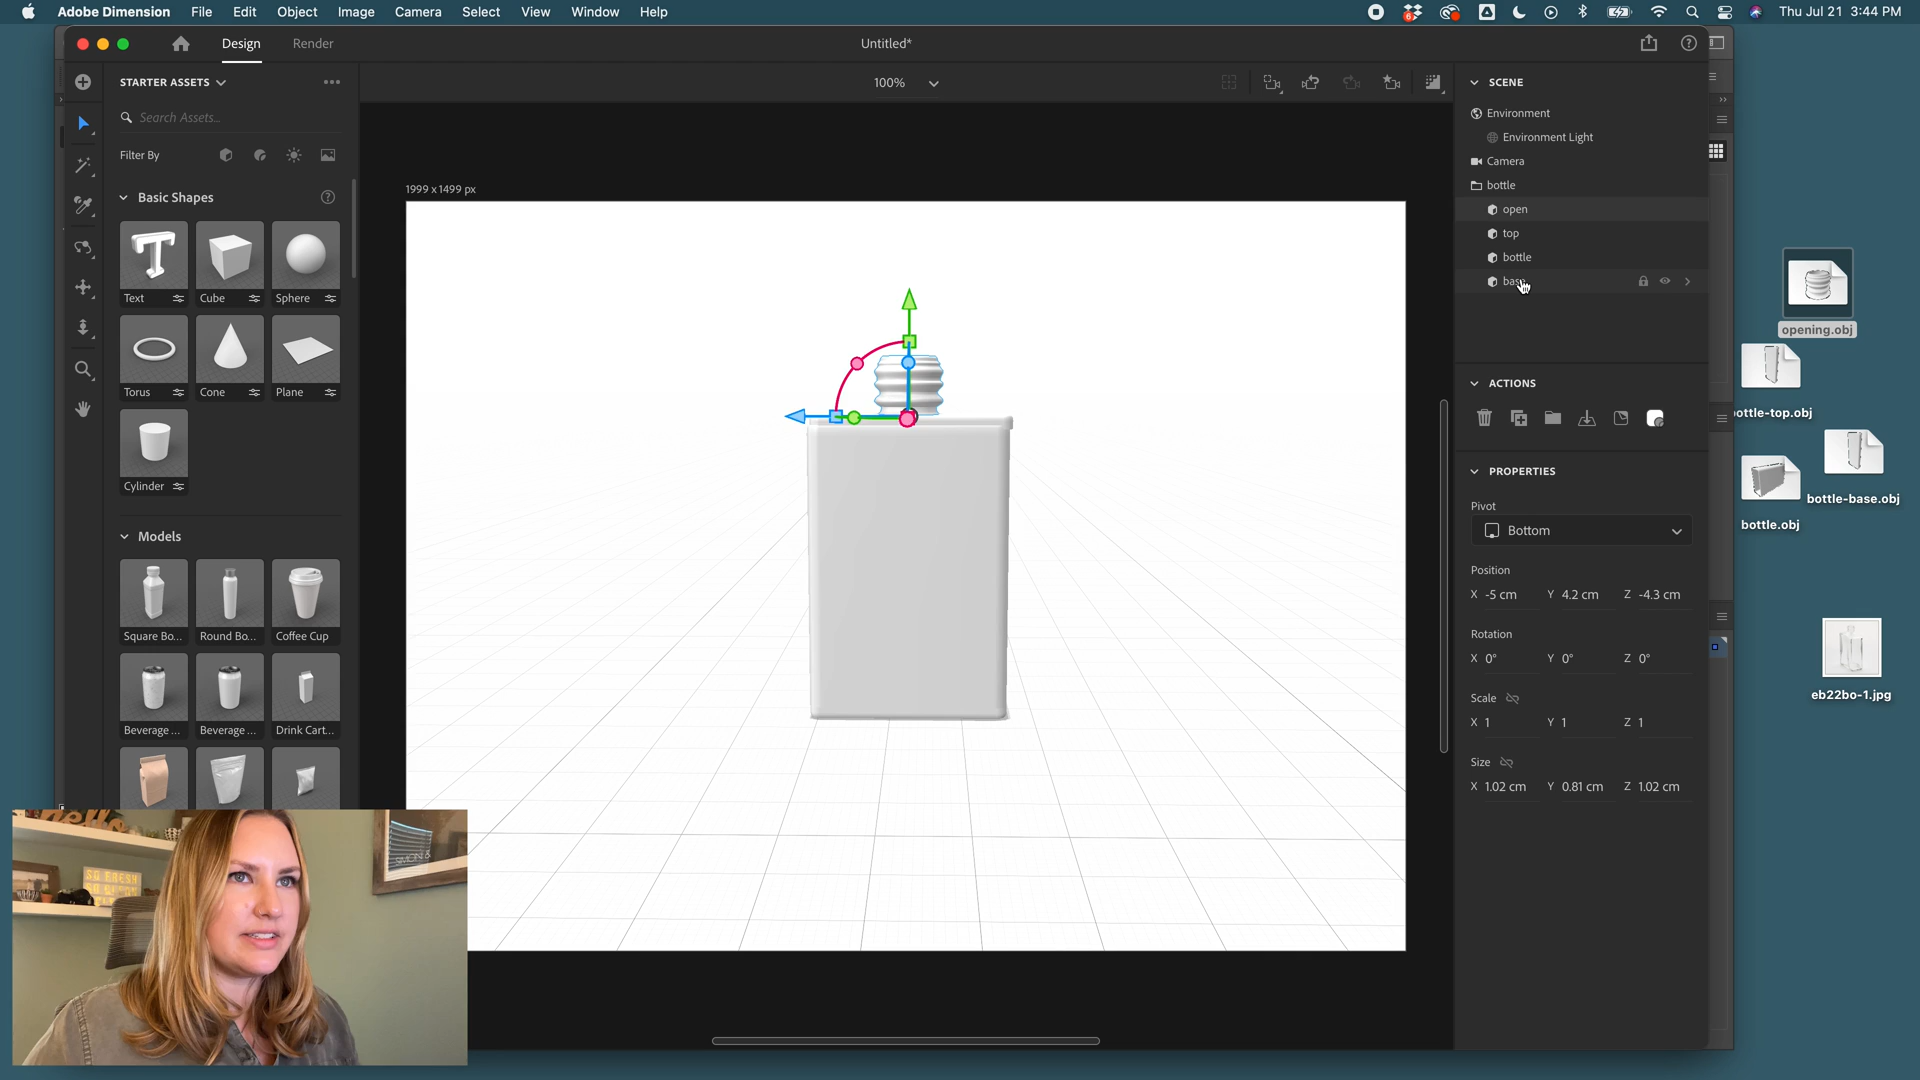 Adobe Dimension File Edit Object Image Camera Select View Window Help
6
Thu Jul 21 3:44 PM
Design Render
Untitled*
STARTER ASSETS
100%
Search Assets...
Filter By
Basic Shapes
Text Cube Sphere
Torus Cone Plane
Cylinder
Models
Square Bo... Round Bo... Coffee Cup
Beverage ... Beverage ... Drink Cart...
1999 x 1499 px
SCENE
Environment
Environment Light
Camera
bottle
open
top
bottle
ACTIONS
PROPERTIES
Pivot
Bottom
Position
X -5 cm Y 4.2 cm Z -4.3 cm
Rotation
X 0° Y 0° Z 0°
Scale
X 1 Y 1 Z 1
Size
X 1.02 cm Y 0.81 cm Z 1.02 cm
opening.obj
ottle-top.obj
bottle-base.obj
bottle.obj
eb22bo-1.jpg
hello
SO FRESH